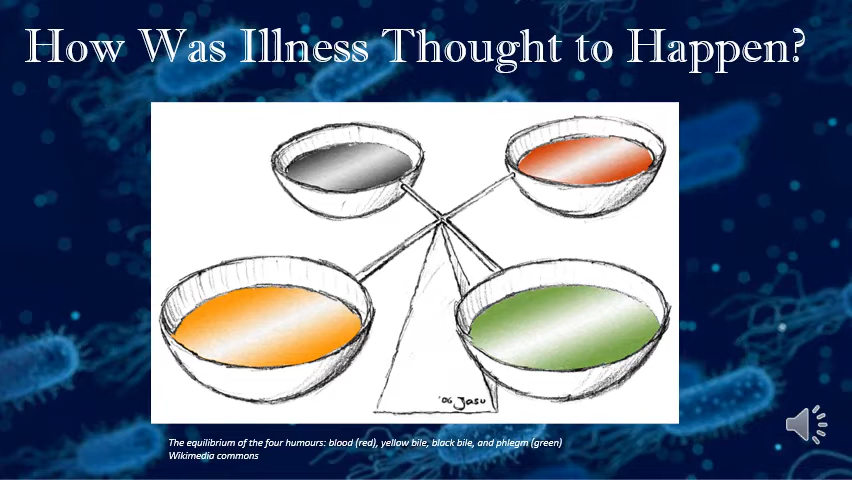 How Was Illness Thought to Happen?
'06 Jasu
The equilibrium of the four humours: blood (red), yellow bile, black bile, and phlegm (green)
Wikimedia commons